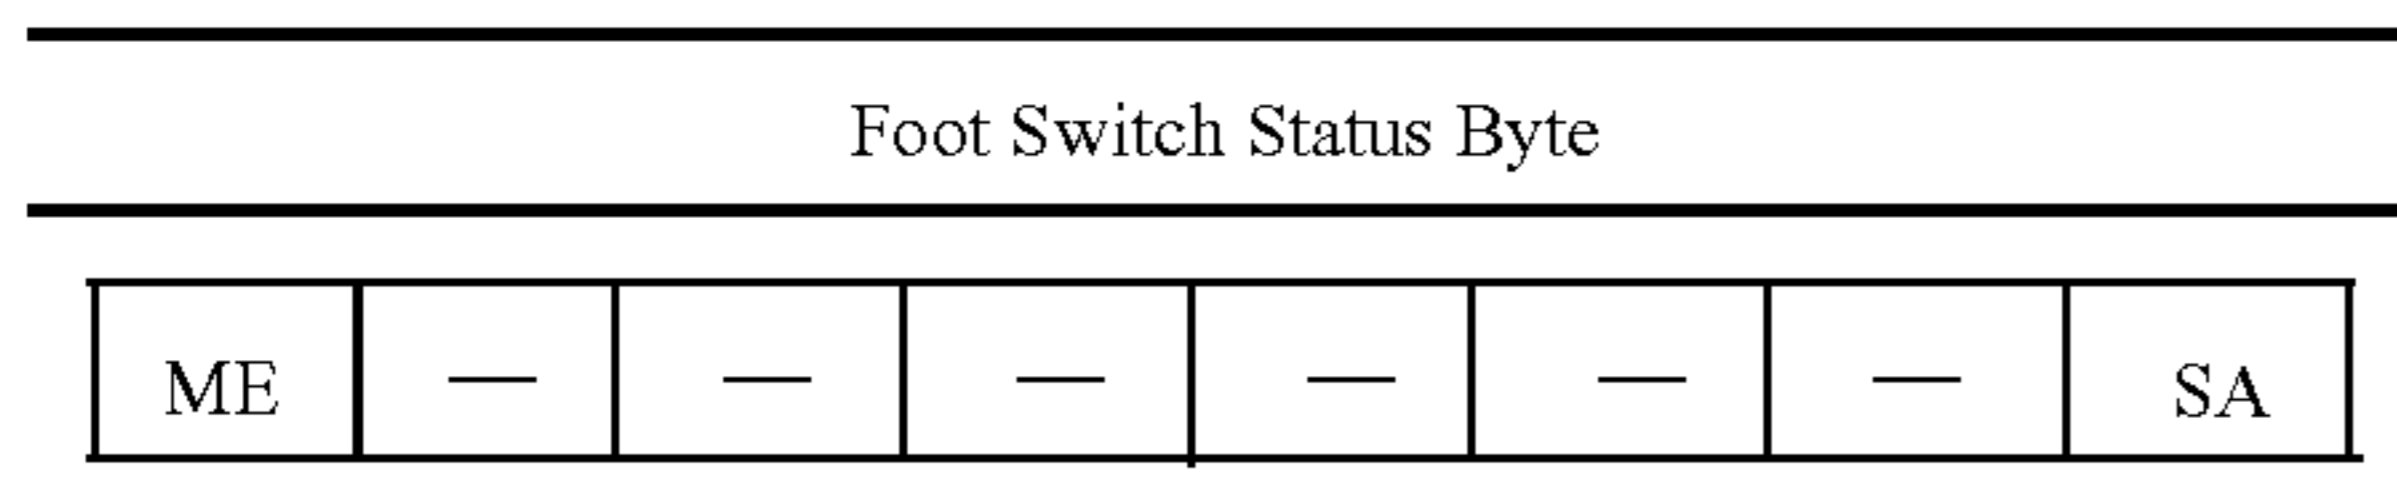 Foot Switch Status Byte
ME — — — — — — SA